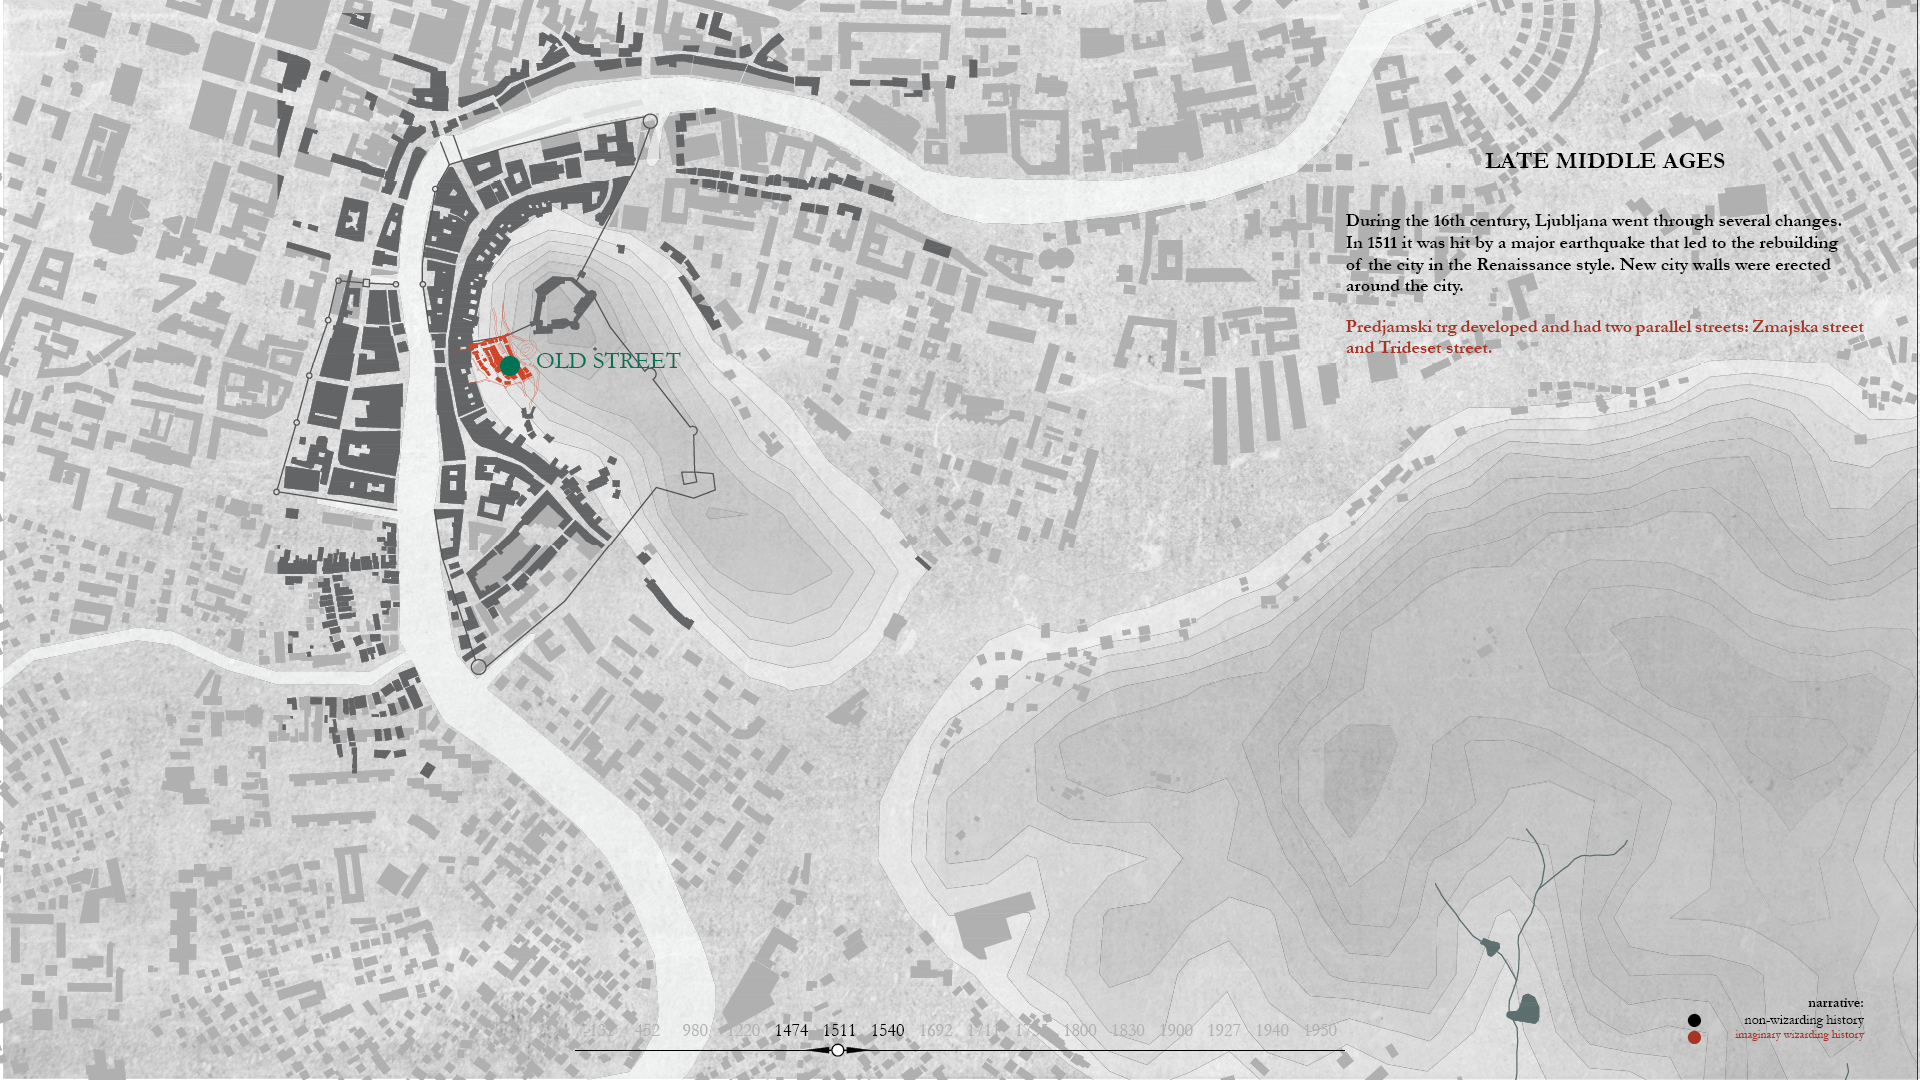 LATE MIDDLE AGES
During the 16th century, Ljubljana went through several changes.
In 1511 it was hit by a major earthquake that led to the rebuilding
of the city in the Renaissance style. New city walls were erected
around the city.
Predjamski trg developed and had two parallel streets: Zmajska street
and Trideset street.
OLD STREET
452 980 1220 1474 1511 1540 1692 1800 1830 1900 1927 1940 1950
narrative:
non-wizarding history
imaginary wizarding history